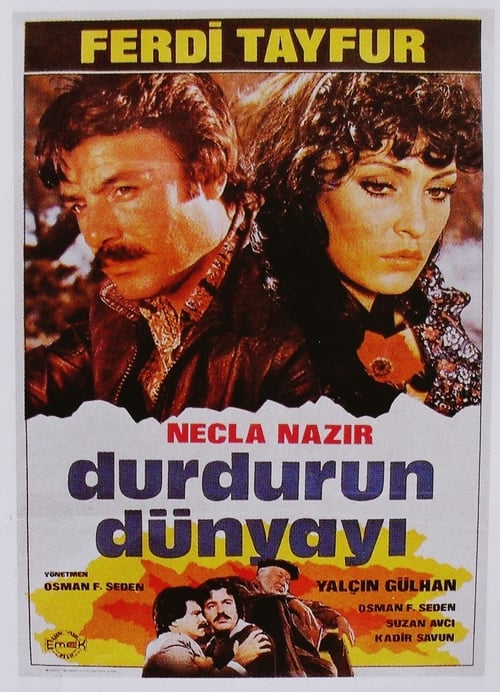 FERDİ TAYFUR
NECLA NAZIR
durdurun
dünyayı
YÖNETMEN
OSMAN F. SEDEN
YALÇIN GÜLHAN
OSMAN F. SEDEN
SUZAN AVCI
KADİR SAVUN
EMEK